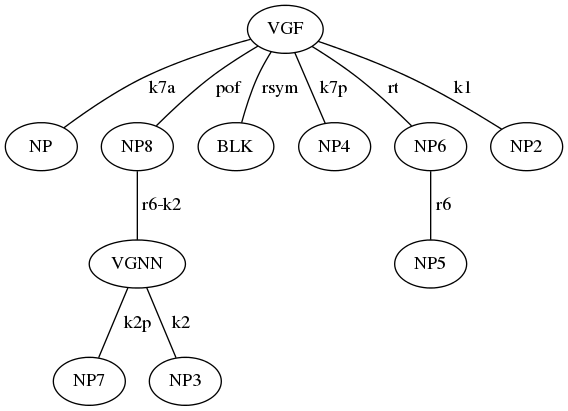 VGF
k7a pof rsym k7p rt k1
NP NP8 BLK NP4 NP6 NP2
r6-k2 r6
VGNN NP5
k2p k2
NP7 NP3